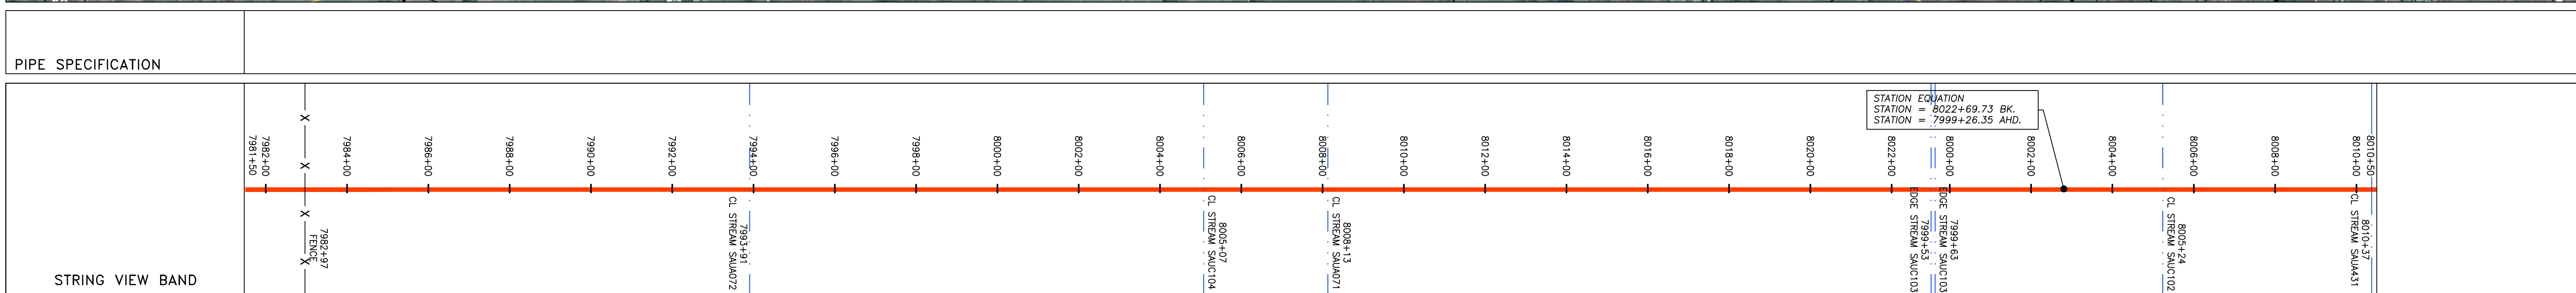 PIPE SPECIFICATION
STATION EQUATION
STATION = 8022+69.73 BK.
STATION = 7999+26.35 AHD.
7981+50
7982+00
7984+00
7986+00
7988+00
7990+00
7992+00
7994+00
7996+00
7998+00
8000+00
8002+00
8004+00
8006+00
8008+00
8010+00
8012+00
8014+00
8016+00
8018+00
8020+00
8022+00
8000+00
8002+00
8004+00
8006+00
8008+00
8010+00
8010+50
7982+97
FENCE
7993+91
CL STREAM SAUA072
8005+07
CL STREAM SAUC104
8008+13
CL STREAM SAUA071
7999+53
EDGE STREAM SAUC103
7999+63
EDGE STREAM SAUC103
8005+24
CL STREAM SAUC102
8010+37
CL STREAM SAUA431
STRING VIEW BAND